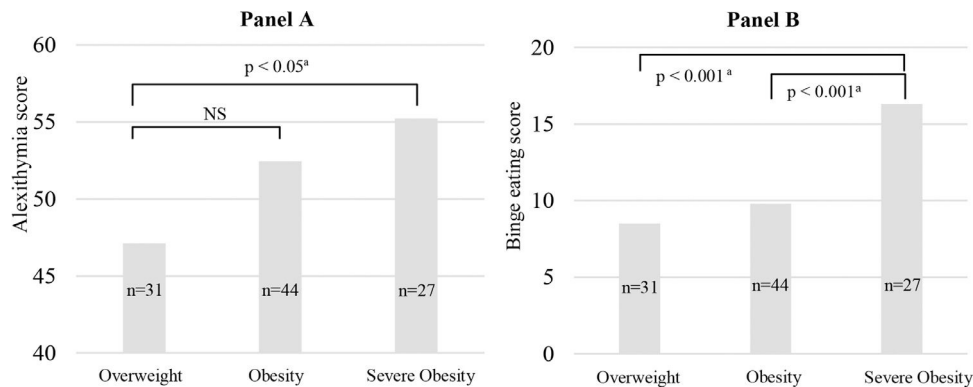 Panel A
Alexithymia score
60
55
50
45
40
p < 0.05ᵃ
NS
n=31
n=44
n=27
Overweight
Obesity
Severe Obesity
Panel B
Binge eating score
20
15
10
5
0
p < 0.001ᵃ
p < 0.001ᵃ
n=31
n=44
n=27
Overweight
Obesity
Severe Obesity